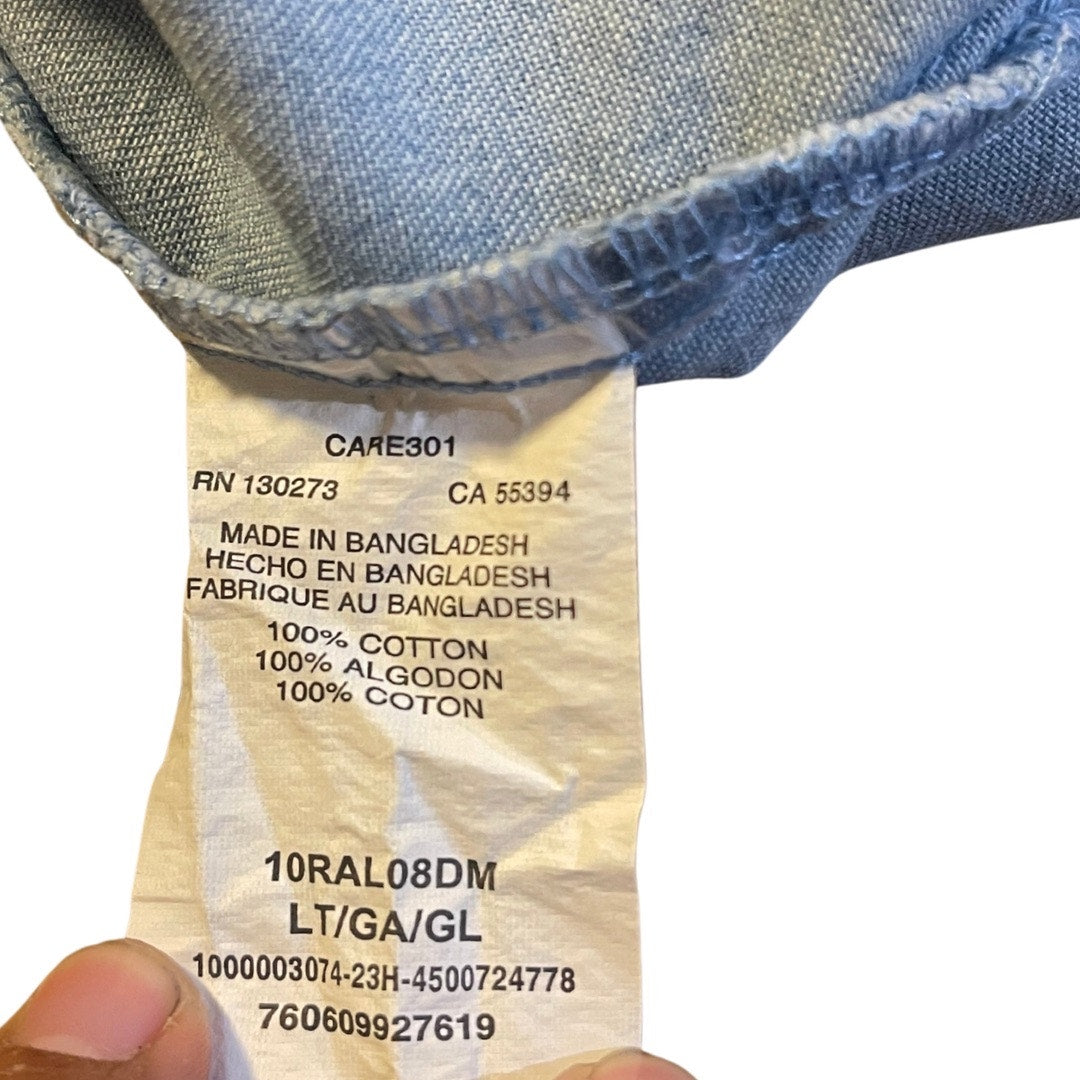 CARE301
RN 130273 CA 55394
MADE IN BANGLADESH
HECHO EN BANGLADESH
FABRIQUE AU BANGLADESH
100% COTTON
100% ALGODON
100% COTON
10RAL08DM
LT/GA/GL
1000003074-23H-4500724778
760609927619